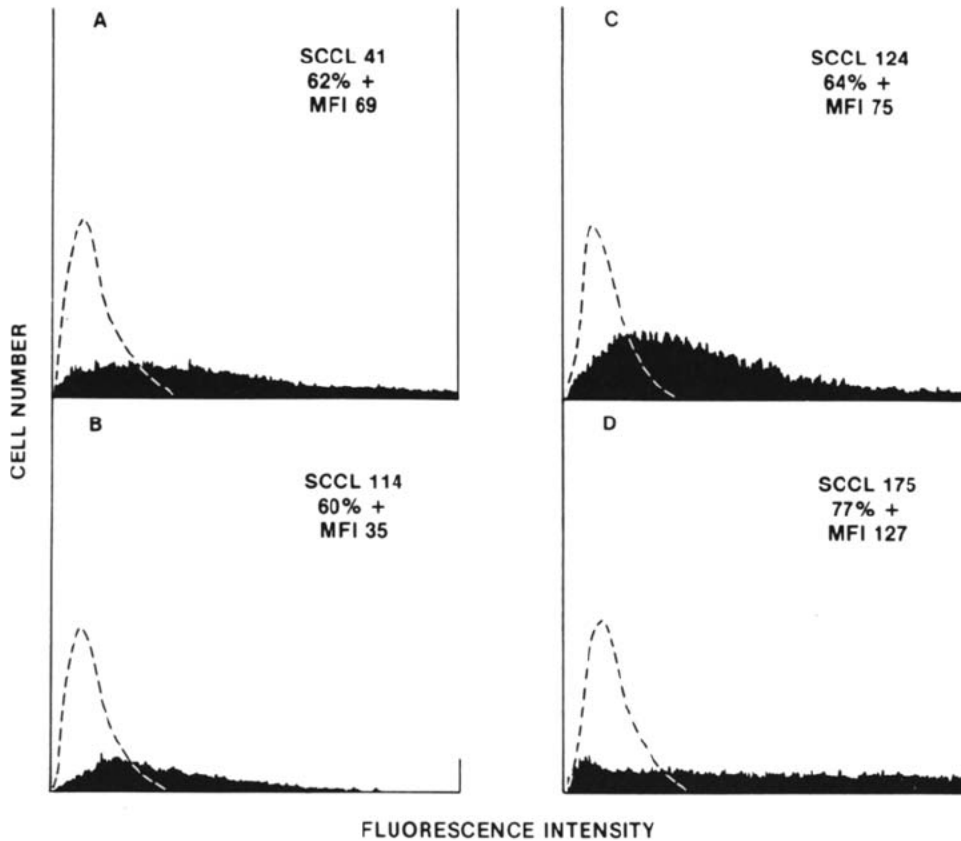 A
SCCL 41
62% +
MFI 69
C
SCCL 124
64% +
MFI 75
CELL NUMBER
B
SCCL 114
60% +
MFI 35
D
SCCL 175
77% +
MFI 127
FLUORESCENCE INTENSITY